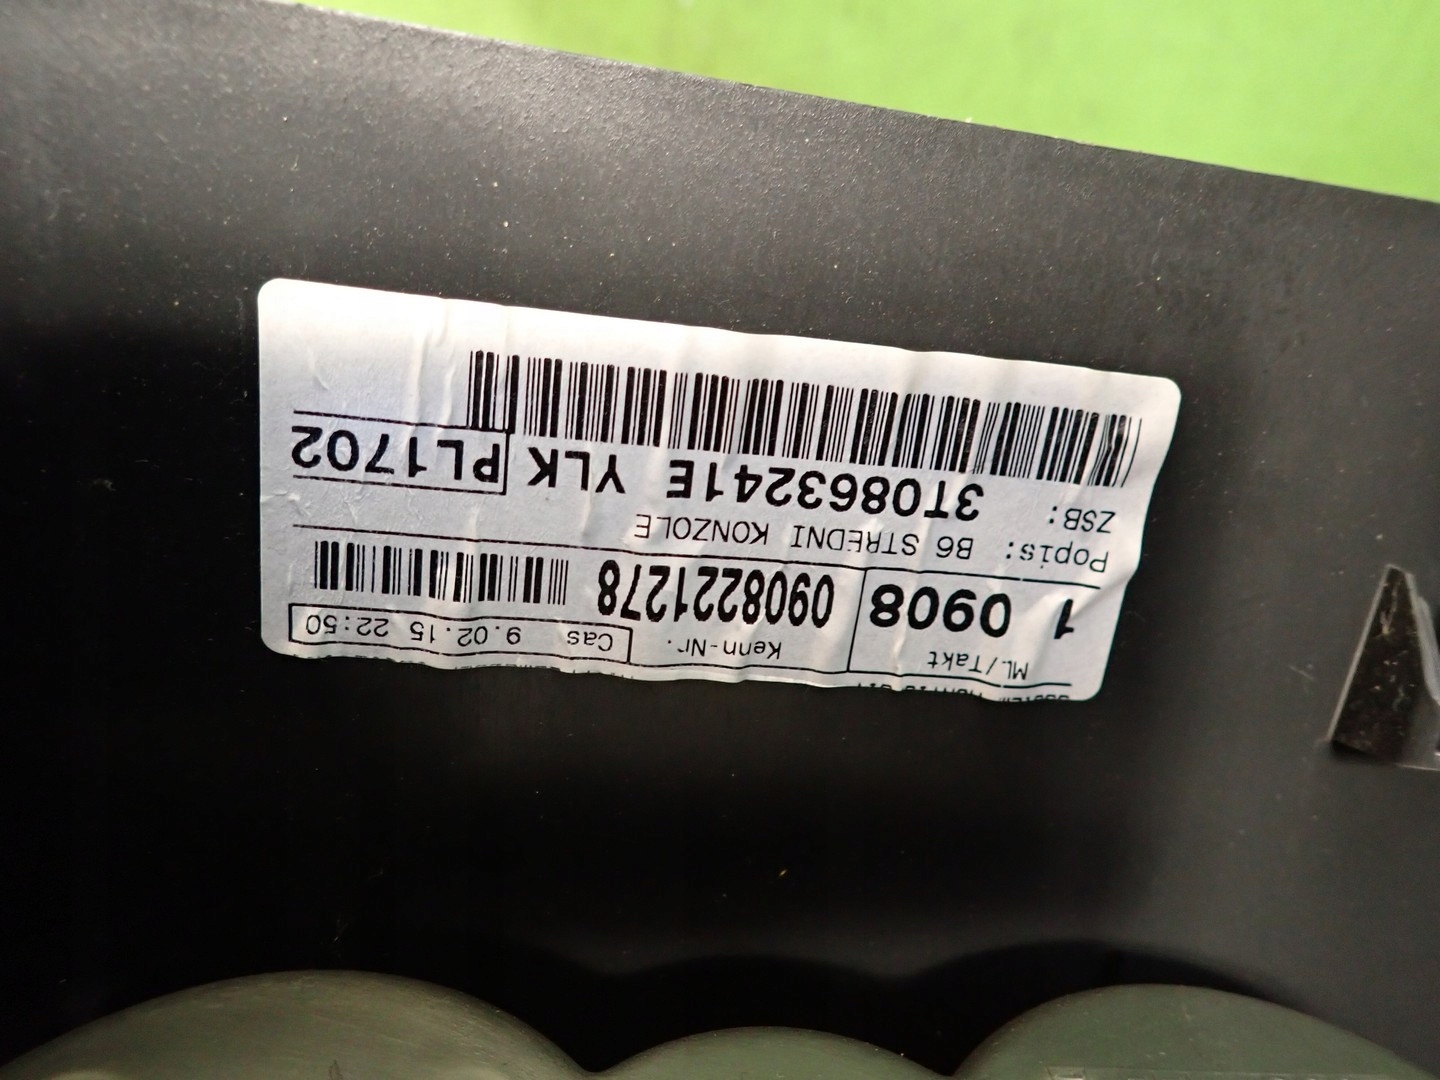 ML/Takt Kenn-Nr. Cas 9.02.15 22:50
1 0908 0908221278
Popis: B6 STREDNI KONZOLE
ZSB: 3T0863241E YLK PL1702